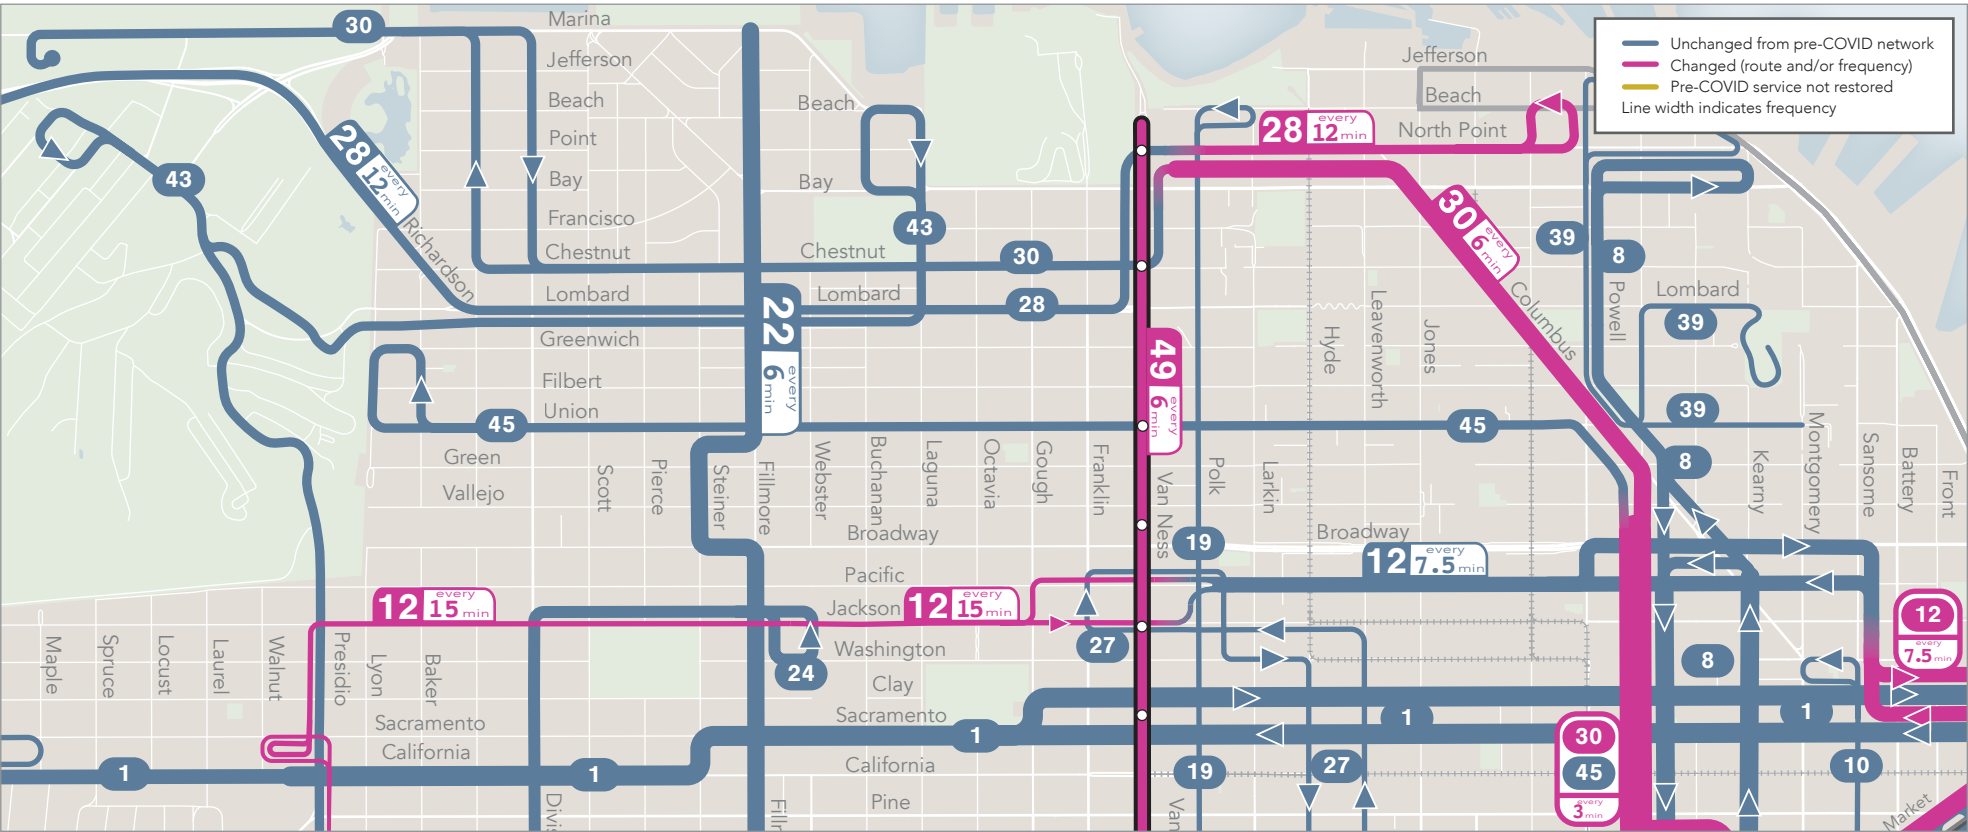 30
Marina
Jefferson
Beach
Point
Bay
Francisco
Chestnut
Lombard
Greenwich
Filbert
Union
Green
Vallejo
28 every 12 min
Richardson
43
45
22 every 6 min
Beach
Bay
43
Chestnut
30
Lombard
28
Jefferson
Beach
North Point
28 every 12 min
Unchanged from pre-COVID network
Changed (route and/or frequency)
Pre-COVID service not restored
Line width indicates frequency
30 every 6 min
Columbus
39
8
Powell
Lombard
39
39
49 every 6 min
Hyde
Leavenworth
Jones
45
8
Scott
Pierce
Steiner
Fillmore
Webster
Buchanan
Laguna
Octavia
Gough
Franklin
Van Ness
Polk
Larkin
Kearny
Montgomery
Sansome
Battery
Front
Broadway
Broadway
19
12 every 7.5 min
Pacific
Jackson
Washington
Clay
Sacramento
California
Pine
12 every 15 min
12 every 15 min
27
24
Maple
Spruce
Locust
Laurel
Walnut
Presidio
Lyon
Baker
Sacramento
California
1
1
1
1
1
8
12
every
7.5 min
30
45
every
3 min
19
27
10
Divis
Fillr
Van
Market